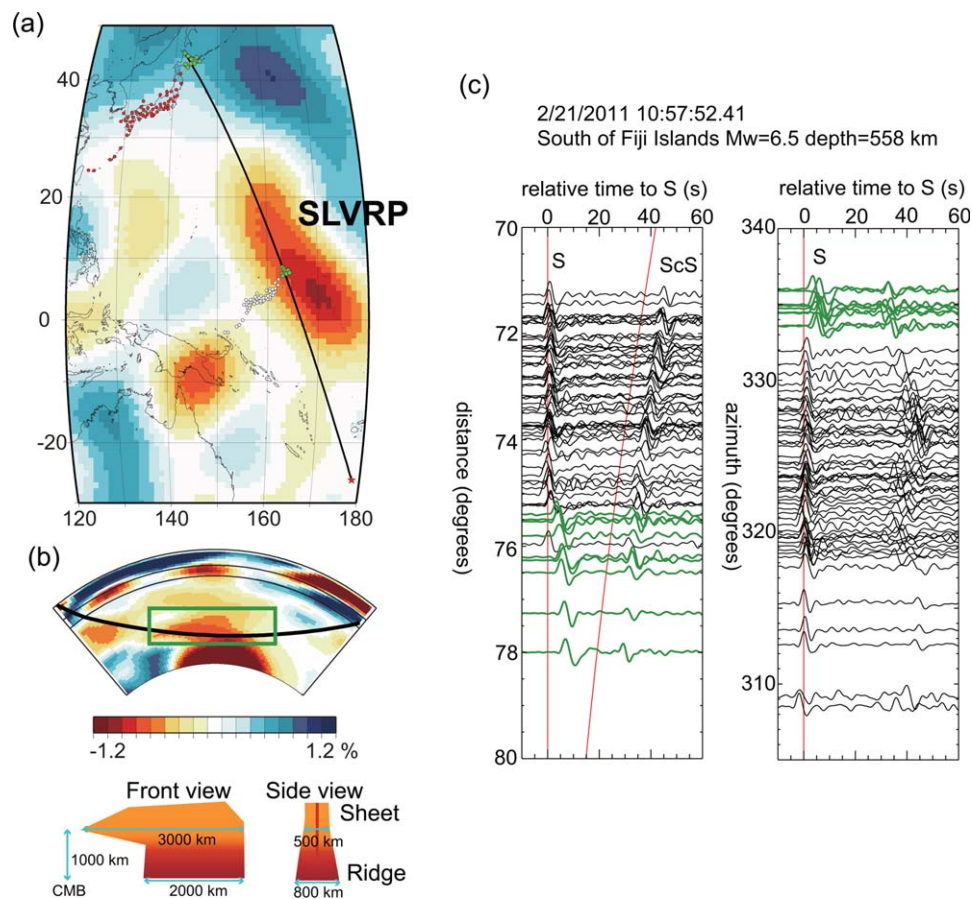 (a)
40
20
0
-20
120 140 160 180
SLVRP
(b)
-1.2 1.2 %
Front view
3000 km
1000 km
CMB
2000 km
Side view
Sheet
500 km
Ridge
800 km
(c)
2/21/2011 10:57:52.41
South of Fiji Islands Mw=6.5 depth=558 km
relative time to S (s)
0 20 40 60
70
72
74
76
78
80
distance (degrees)
S
ScS
relative time to S (s)
0 20 40 60
340
330
320
310
azimuth (degrees)
S